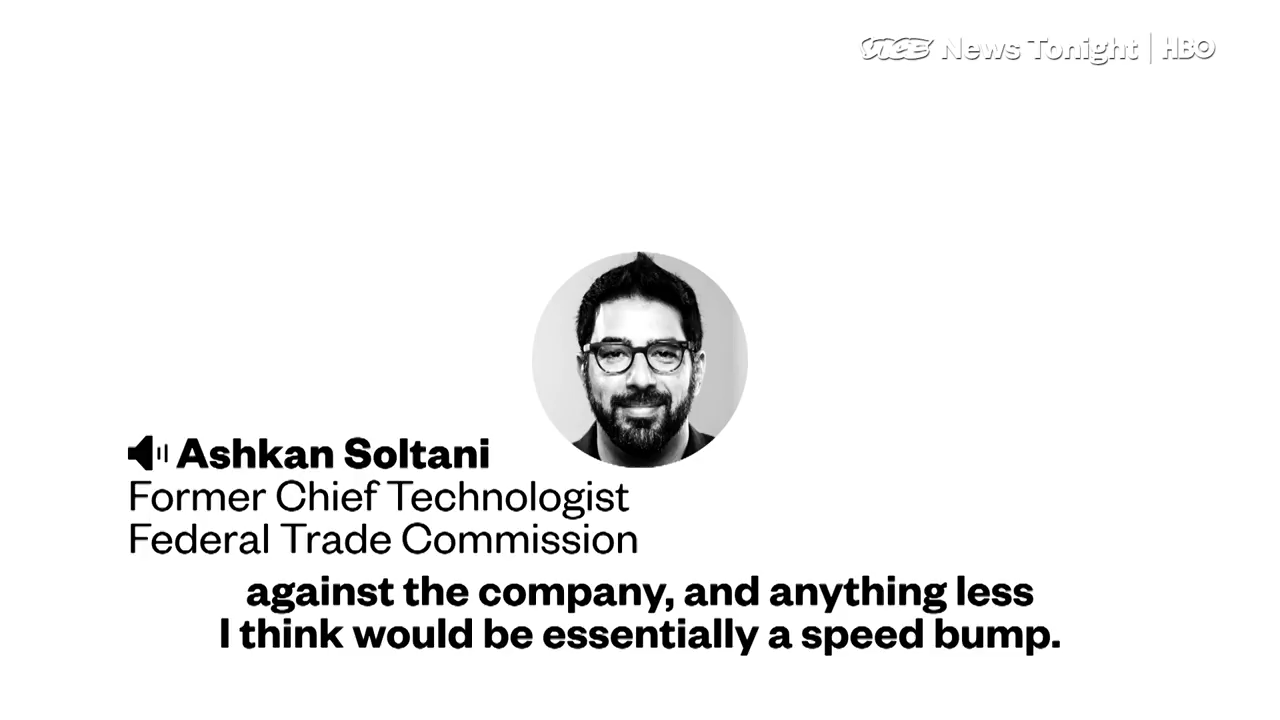 VICE News Tonight | HBO
Ashkan Soltani
Former Chief Technologist
Federal Trade Commission
against the company, and anything less
I think would be essentially a speed bump.